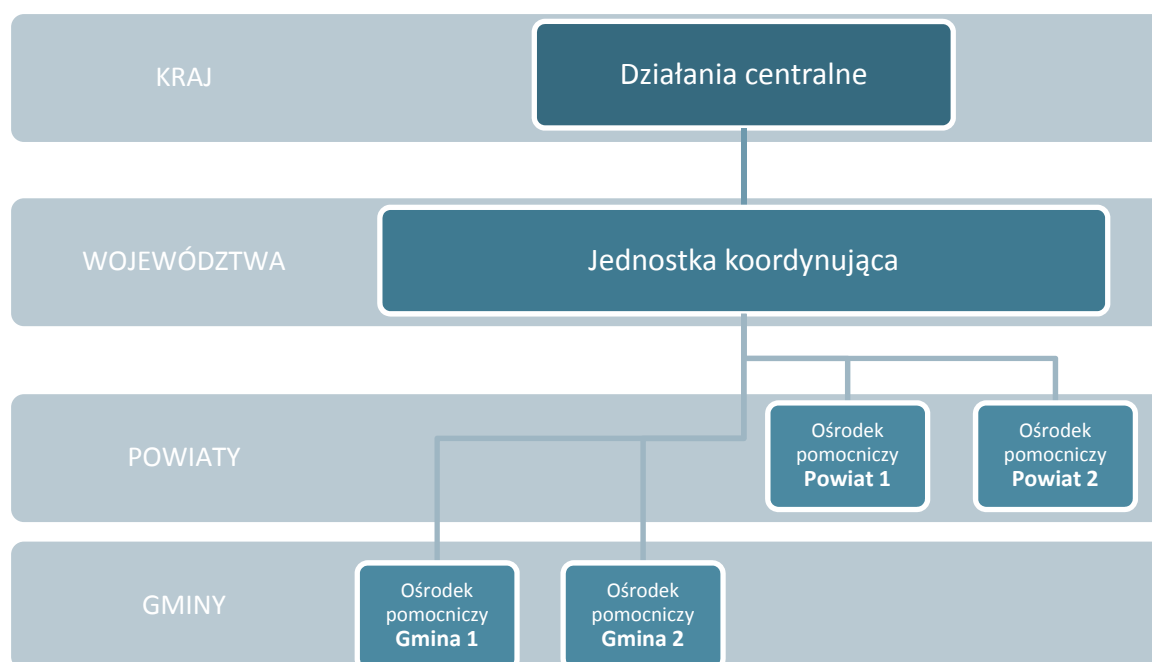 KRAJ
Działania centralne
WOJEWÓDZTWA
Jednostka koordynująca
POWIATY
Ośrodek
pomocniczy
Powiat 1
Ośrodek
pomocniczy
Powiat 2
GMINY
Ośrodek
pomocniczy
Gmina 1
Ośrodek
pomocniczy
Gmina 2